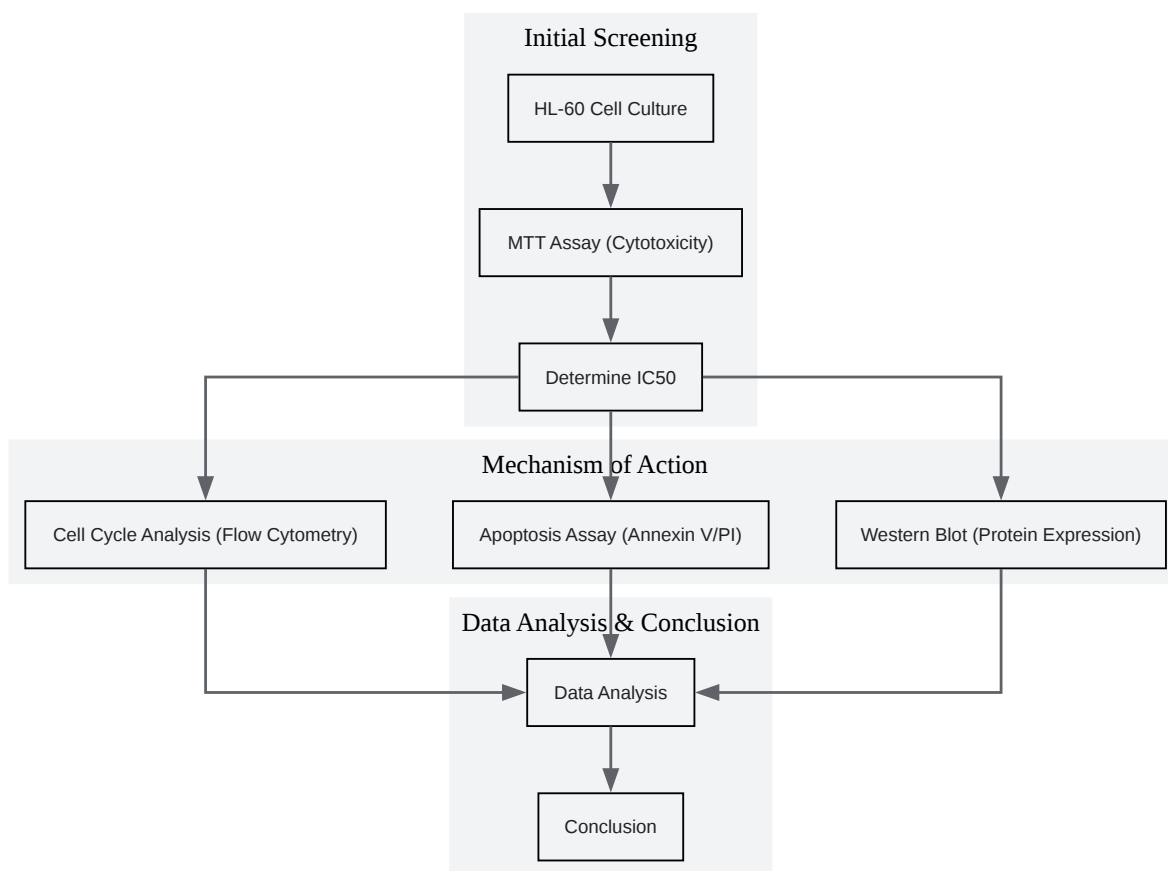 Initial Screening
HL-60 Cell Culture
MTT Assay (Cytotoxicity)
Determine IC50
Mechanism of Action
Cell Cycle Analysis (Flow Cytometry)
Apoptosis Assay (Annexin V/PI)
Western Blot (Protein Expression)
Data Analysis & Conclusion
Data Analysis
Conclusion